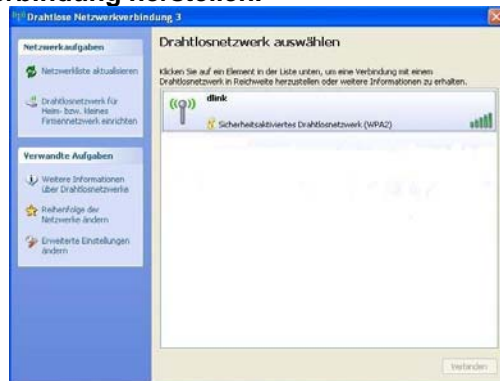 rbindung herstellen.
Drahtlose Netzwerkverbindung 3
Netzwerkaufgaben
Netzwerkliste aktualisieren
Drahtlosnetzwerk für
Heim- bzw. kleines
Firmennetzwerk einrichten
Verwandte Aufgaben
Weitere Informationen
über Drahtlosnetzwerke
Reihenfolge der
Netzwerke ändern
Erweiterte Einstellungen
ändern
Drahtlosnetzwerk auswählen
Klicken Sie auf ein Element in der Liste unten, um eine Verbindung mit einem
Drahtlosnetzwerk in Reichweite herzustellen oder weitere Informationen zu erhalten.
dlink
Sicherheitsaktiviertes Drahtlosnetzwerk (WPA2)
Verbinden